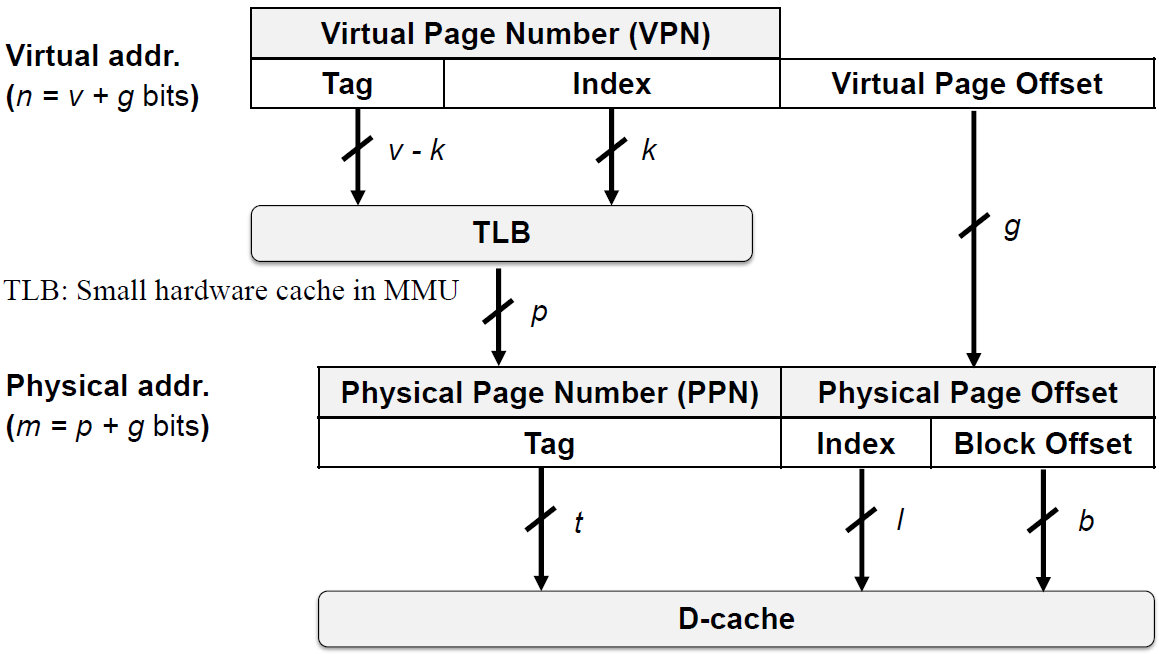 Virtual Page Number (VPN)
Virtual addr.
(n = v + g bits)
Tag
Index
Virtual Page Offset
v - k
k
TLB
g
TLB: Small hardware cache in MMU
p
Physical addr.
(m = p + g bits)
Physical Page Number (PPN)
Physical Page Offset
Tag
Index
Block Offset
t
l
b
D-cache